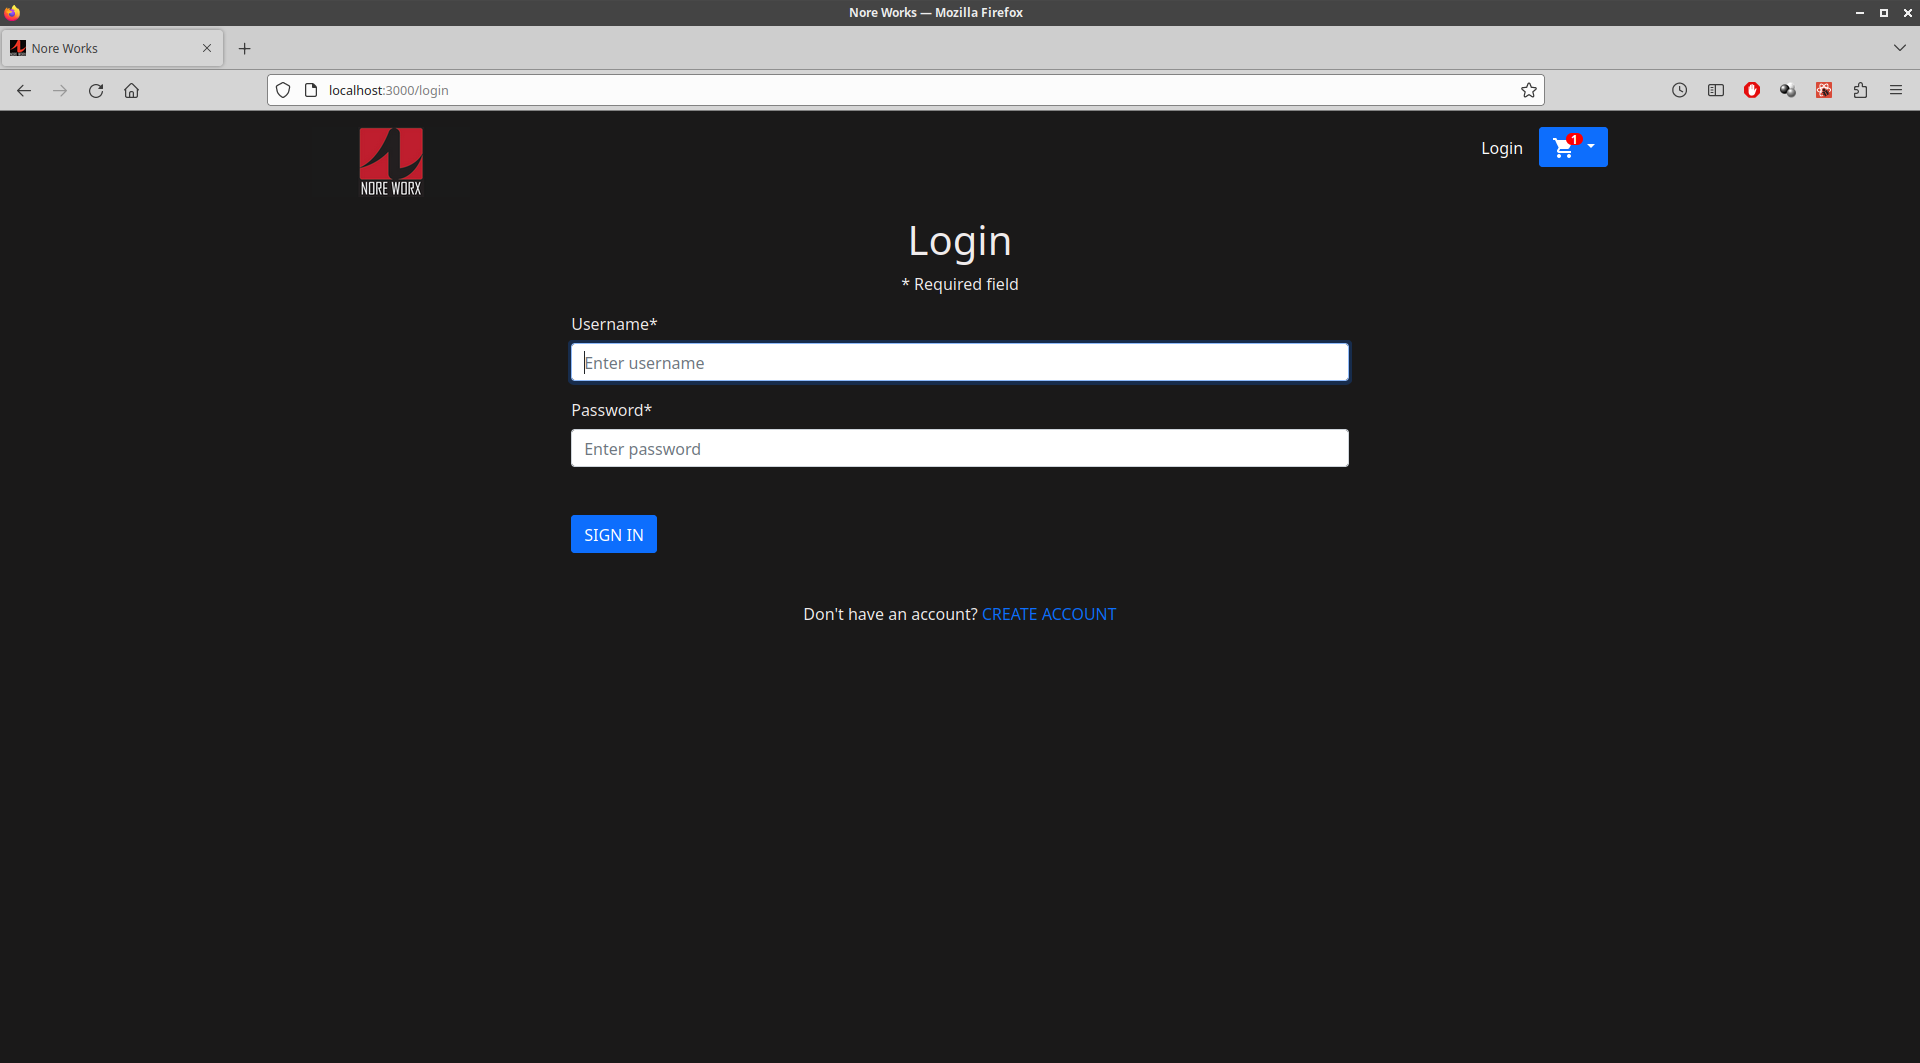 Nore Works — Mozilla Firefox
Nore Works
localhost:3000/login
NORE WORX
Login
1
Login
* Required field
Username*
Enter username
Password*
Enter password
SIGN IN
Don't have an account? CREATE ACCOUNT